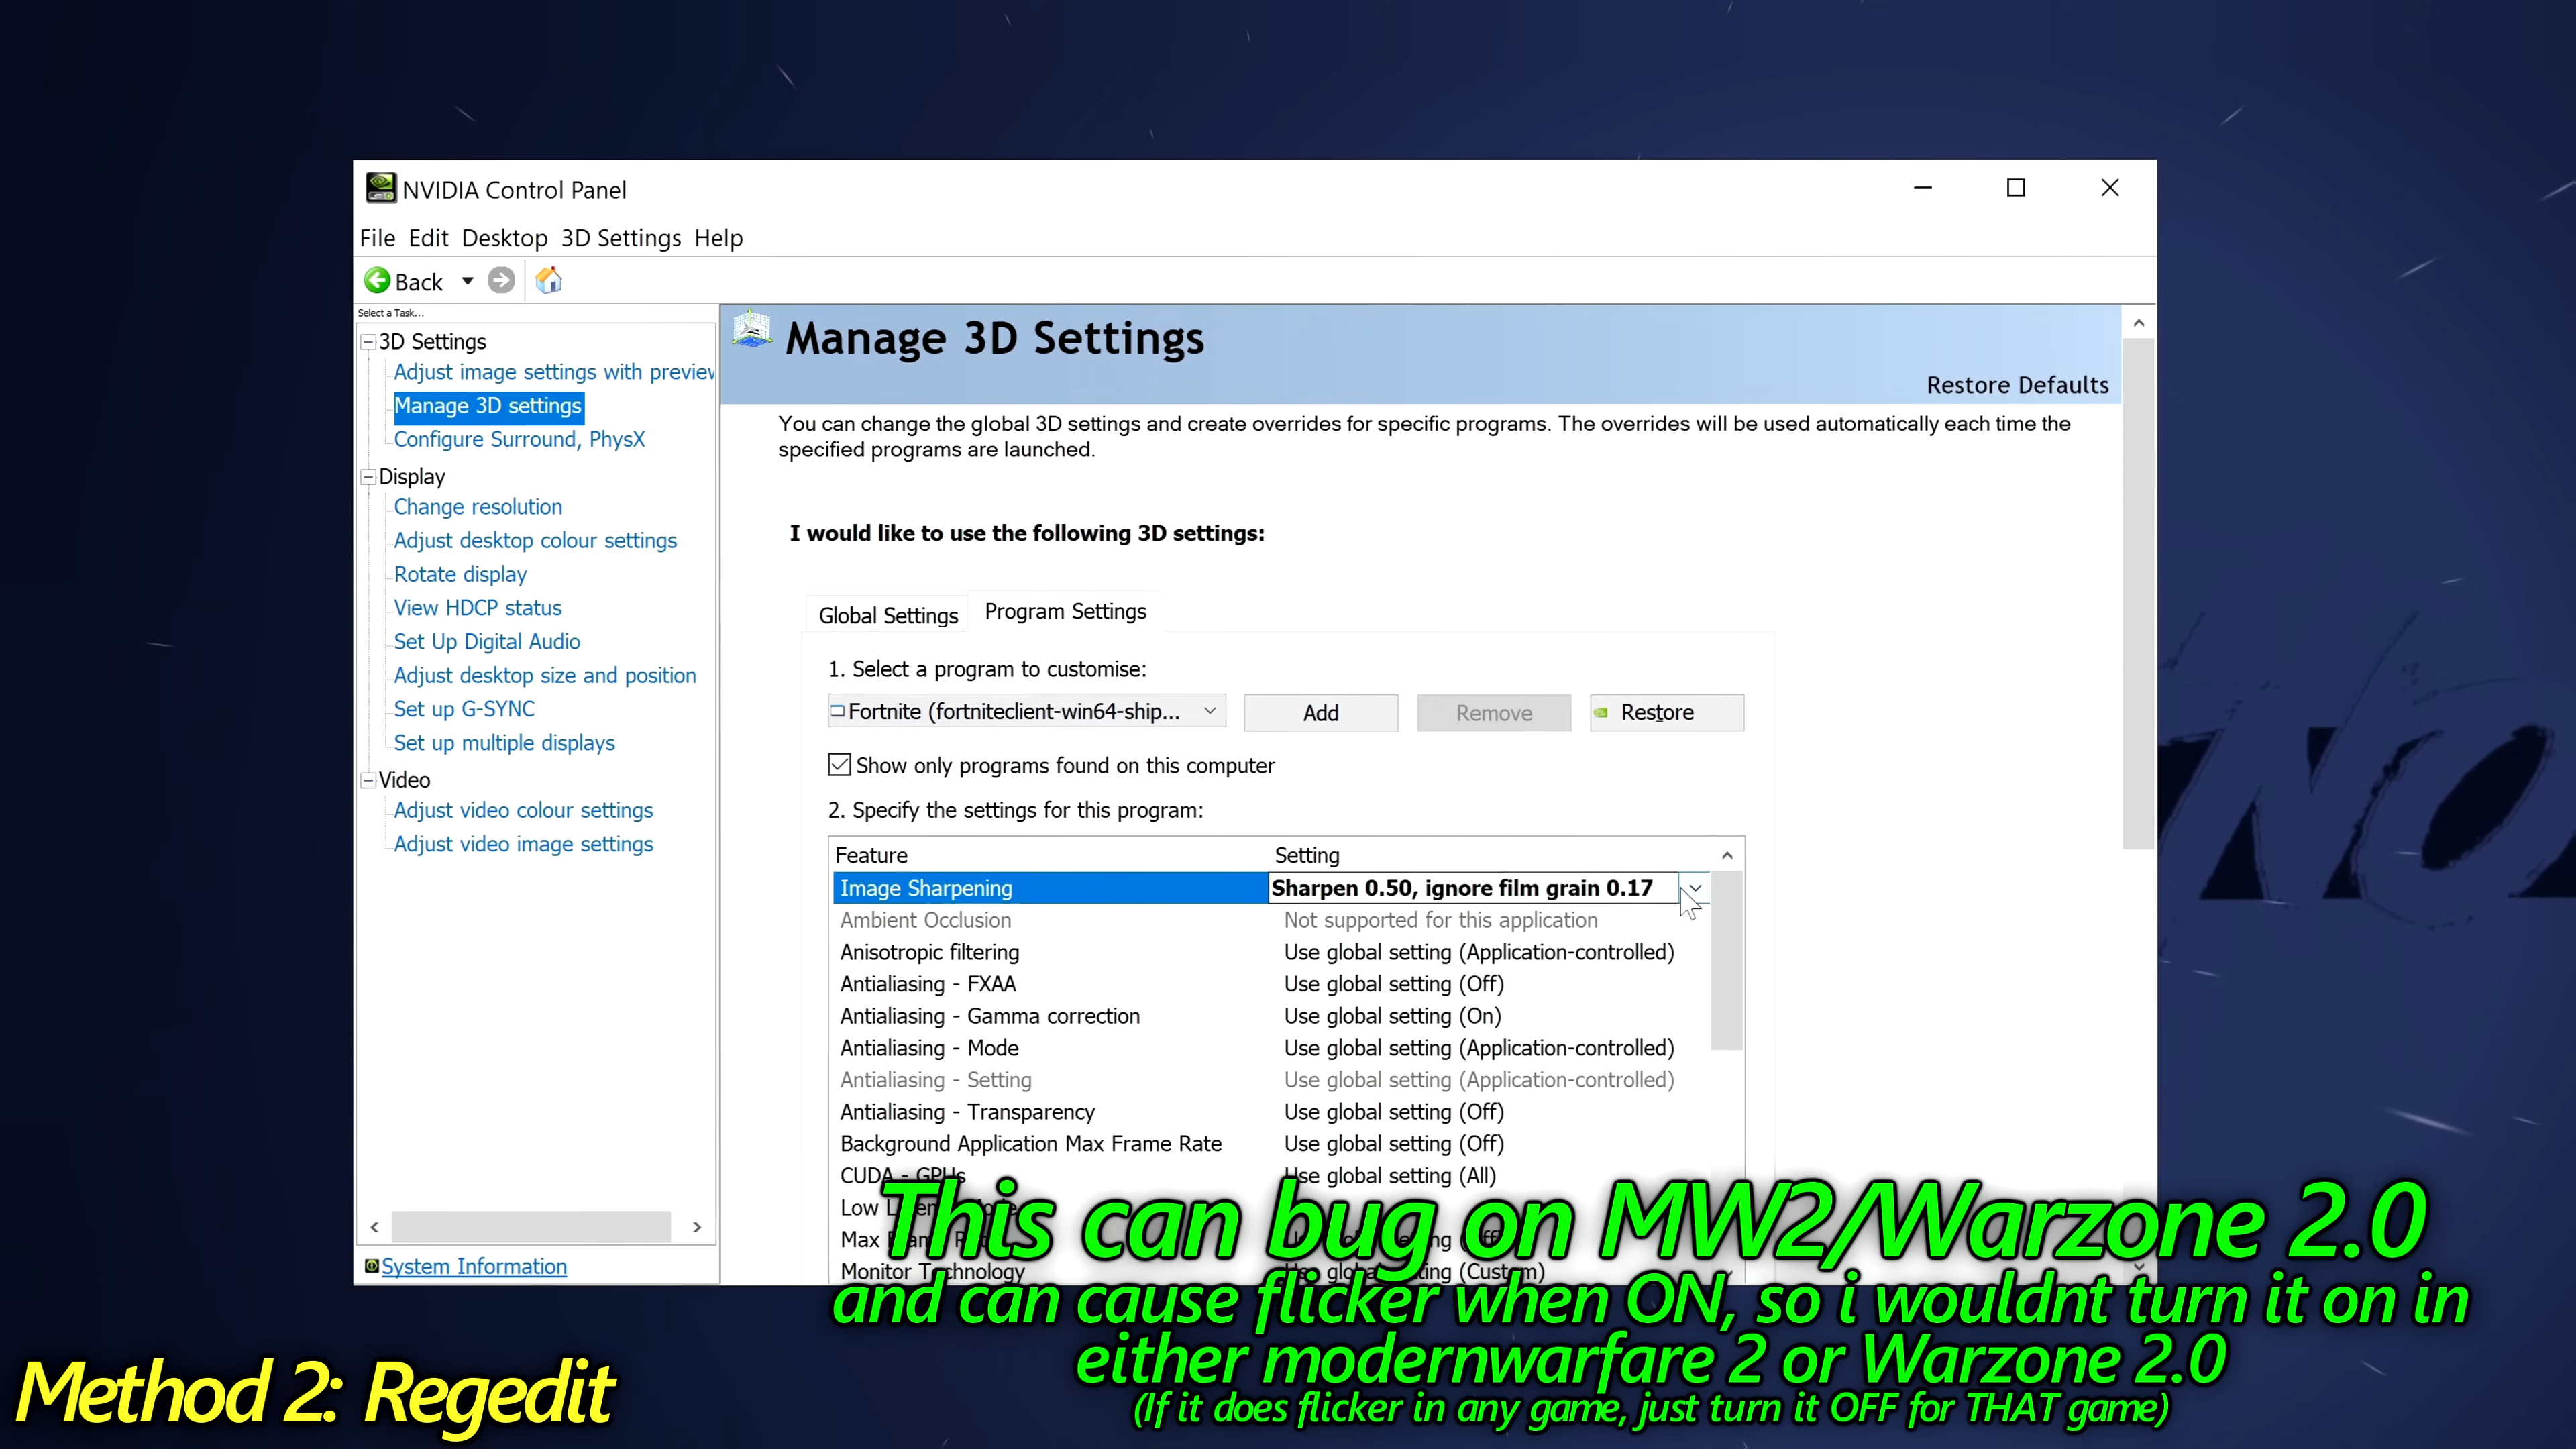 NVIDIA Control Panel
File Edit Desktop 3D Settings Help
Back
Select a Task...
3D Settings
Adjust image settings with preview
Manage 3D settings
Configure Surround, PhysX
Display
Change resolution
Adjust desktop colour settings
Rotate display
View HDCP status
Set Up Digital Audio
Adjust desktop size and position
Set up G-SYNC
Set up multiple displays
Video
Adjust video colour settings
Adjust video image settings
System Information
Manage 3D Settings
Restore Defaults
You can change the global 3D settings and create overrides for specific programs. The overrides will be used automatically each time the
specified programs are launched.
I would like to use the following 3D settings:
Global Settings Program Settings
1. Select a program to customise:
Fortnite (fortniteclient-win64-ship... Add Remove Restore
Show only programs found on this computer
2. Specify the settings for this program:
Feature Setting
Image Sharpening Sharpen 0.50, ignore film grain 0.17
Ambient Occlusion Not supported for this application
Anisotropic filtering Use global setting (Application-controlled)
Antialiasing - FXAA Use global setting (Off)
Antialiasing - Gamma correction Use global setting (On)
Antialiasing - Mode Use global setting (Application-controlled)
Antialiasing - Setting Use global setting (Application-controlled)
Antialiasing - Transparency Use global setting (Off)
Background Application Max Frame Rate Use global setting (Off)
CUDA - GPUs Use global setting (All)
Low
Max
Monitor Technology (Custom)
This can bug on MW2/Warzone 2.0
and can cause flicker when ON, so i wouldnt turn it on in
either modernwarfare 2 or Warzone 2.0
(If it does flicker in any game, just turn it OFF for THAT game)
Method 2: Regedit